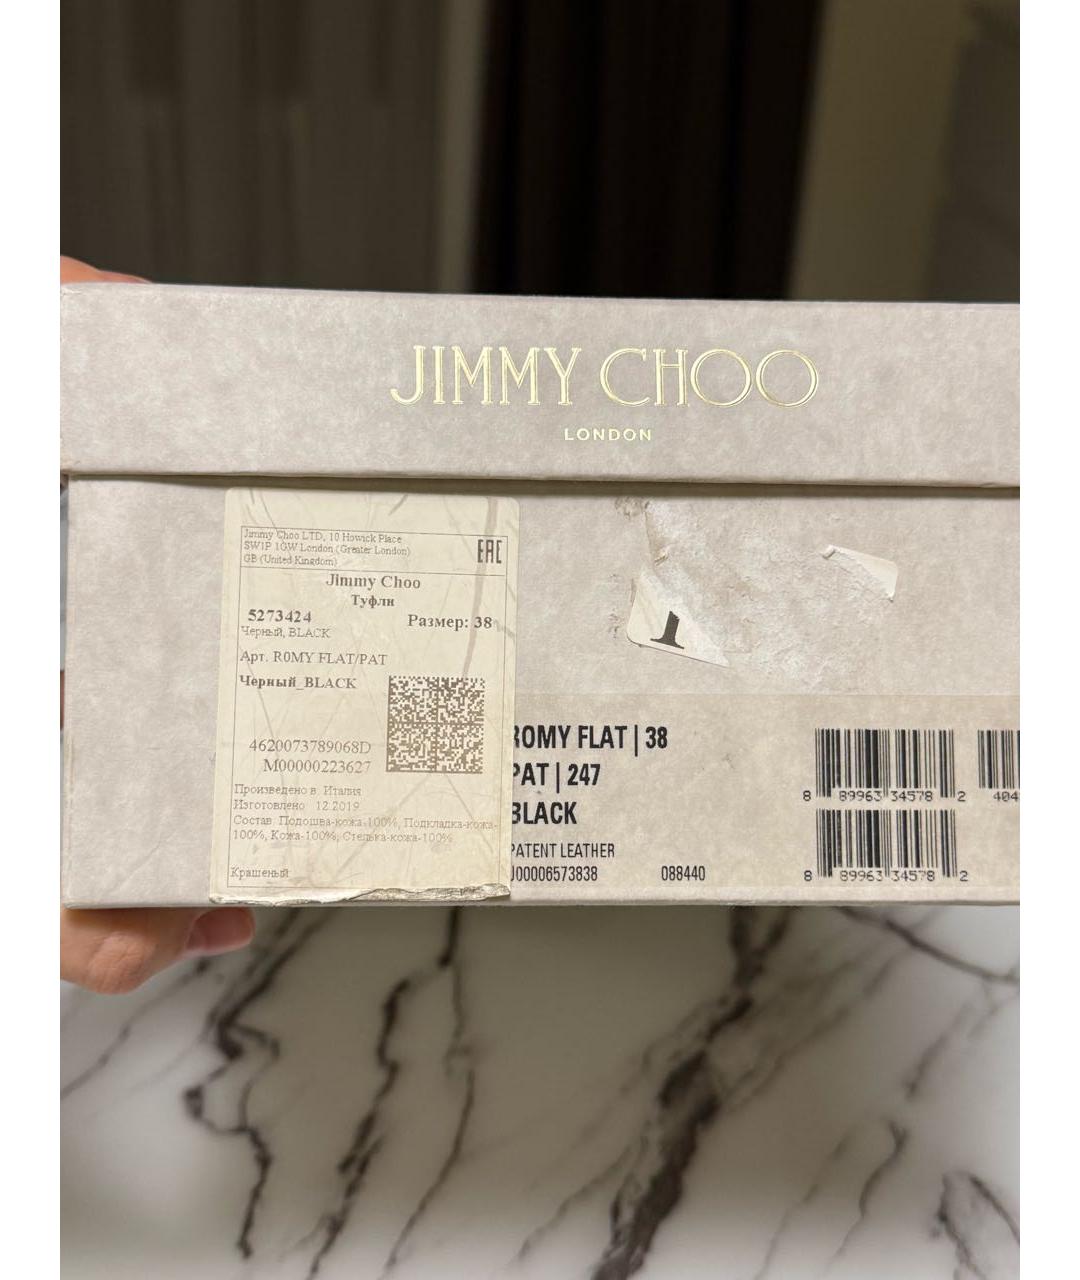 JIMMY CHOO
LONDON
Jimmy Choo LTD, 10 Howick Place
SW1P 1GW London (Greater London)
GB (United Kingdom)
EAC
Jimmy Choo
Туфли
5273424
Размер: 38
Черный, BLACK
Арт. ROMY FLAT/PAT
Черный_BLACK
4620073789068D
M00000223627
Произведено в: Италия
Изготовлено 12.2019
Состав: Подошва-кожа-100%, Подкладка-кожа-
100%, Кожа-100%, Стелька-кожа-100%
Крашеный
1
ROMY FLAT | 38
PAT | 247
BLACK
PATENT LEATHER
J00006573838 088440
8 89963 34578 2
404
8 89963 34578 2